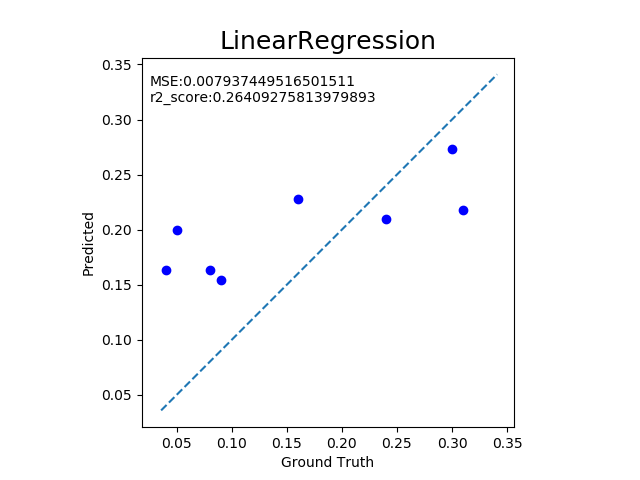 LinearRegression
MSE:0.007937449516501511
r2_score:0.26409275813979893
0.35
0.30
0.25
0.20
0.15
0.10
0.05
Predicted
0.05 0.10 0.15 0.20 0.25 0.30 0.35
Ground Truth